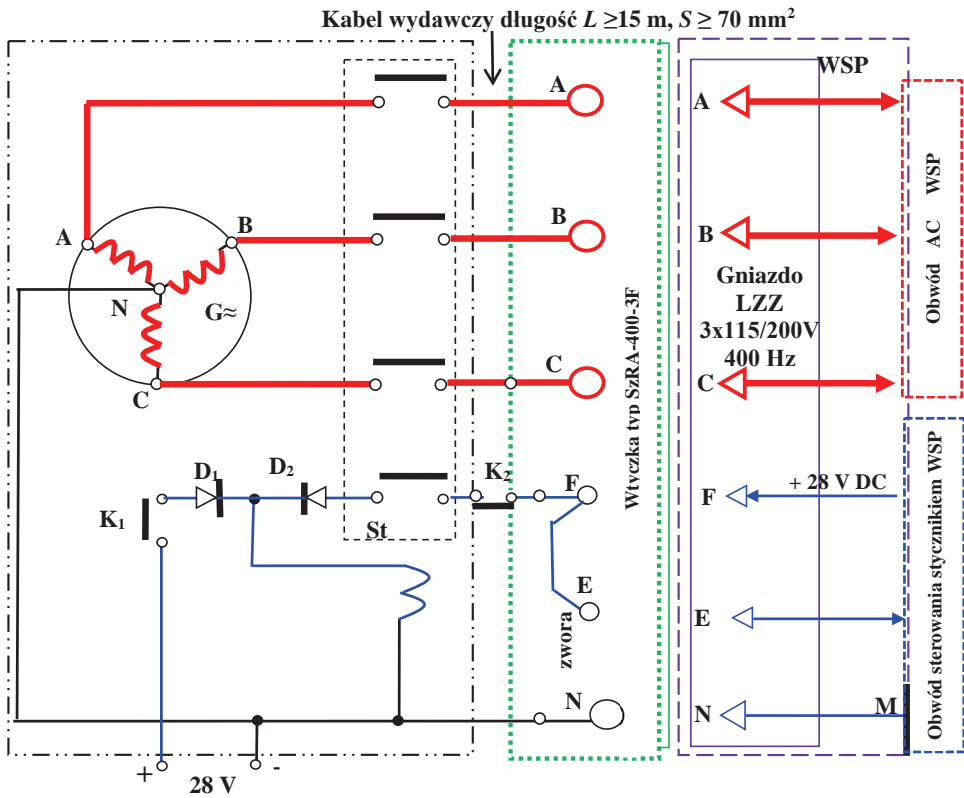 Kabel wydawczy długość L ≥15 m, S ≥ 70 mm²
WSP
A
A
B
B
A
B
N
G≈
C
C
Gniazdo
LZZ
3x115/200V
400 Hz
C
D₁
D₂
K₁
St
K₂
F
E
zwora
N
F
+ 28 V DC
E
N
M
+
28 V
-
Wtyczka typ SzRA-400-3F
Obwód AC WSP
Obwód sterowania stycznikiem WSP